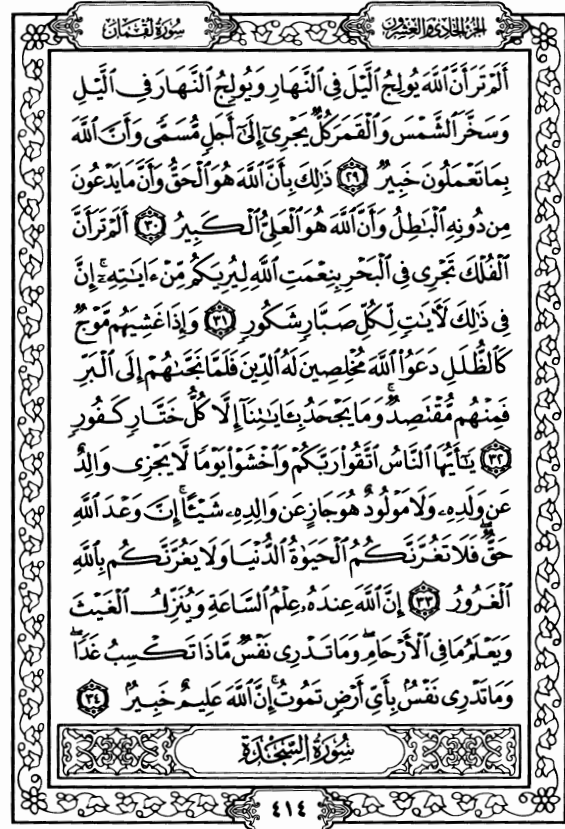 الجزء الحادي والعشرون سورة لقمان
أَلَمْ تَرَ أَنَّ ٱللَّهَ يُولِجُ ٱلَّيْلَ فِى ٱلنَّهَارِ وَيُولِجُ ٱلنَّهَارَ فِى ٱلَّيْلِ
وَسَخَّرَ ٱلشَّمْسَ وَٱلْقَمَرَ كُلٌّ يَجْرِىٓ إِلَىٰٓ أَجَلٍ مُّسَمًّى وَأَنَّ ٱللَّهَ
بِمَا تَعْمَلُونَ خَبِيرٌ ٢٩ ذَٰلِكَ بِأَنَّ ٱللَّهَ هُوَ ٱلْحَقُّ وَأَنَّ مَا يَدْعُونَ
مِن دُونِهِ ٱلْبَٰطِلُ وَأَنَّ ٱللَّهَ هُوَ ٱلْعَلِىُّ ٱلْكَبِيرُ ٣٠ أَلَمْ تَرَ أَنَّ
ٱلْفُلْكَ تَجْرِى فِى ٱلْبَحْرِ بِنِعْمَتِ ٱللَّهِ لِيُرِيَكُم مِّنْ ءَايَٰتِهِۦٓ ۚ إِنَّ
فِى ذَٰلِكَ لَءَايَٰتٍ لِّكُلِّ صَبَّارٍ شَكُورٍ ٣١ وَإِذَا غَشِيَهُم مَّوْجٌ
كَٱلظُّلَلِ دَعَوُا۟ ٱللَّهَ مُخْلِصِينَ لَهُ ٱلدِّينَ فَلَمَّا نَجَّىٰهُمْ إِلَى ٱلْبَرِّ
فَمِنْهُم مُّقْتَصِدٌ ۚ وَمَا يَجْحَدُ بِـَٔايَٰتِنَآ إِلَّا كُلُّ خَتَّارٍ كَفُورٍ
٣٢ يَٰٓأَيُّهَا ٱلنَّاسُ ٱتَّقُوا۟ رَبَّكُمْ وَٱخْشَوْا۟ يَوْمًا لَّا يَجْزِى وَالِدٌ
عَن وَلَدِهِۦ وَلَا مَوْلُودٌ هُوَ جَازٍ عَن وَالِدِهِۦ شَيْـًٔا ۚ إِنَّ وَعْدَ ٱللَّهِ
حَقٌّ ۖ فَلَا تَغُرَّنَّكُمُ ٱلْحَيَوٰةُ ٱلدُّنْيَا وَلَا يَغُرَّنَّكُم بِٱللَّهِ
ٱلْغَرُورُ ٣٣ إِنَّ ٱللَّهَ عِندَهُۥ عِلْمُ ٱلسَّاعَةِ وَيُنَزِّلُ ٱلْغَيْثَ
وَيَعْلَمُ مَا فِى ٱلْأَرْحَامِ ۖ وَمَا تَدْرِى نَفْسٌ مَّاذَا تَكْسِبُ غَدًا ۖ
وَمَا تَدْرِى نَفْسٌۢ بِأَىِّ أَرْضٍ تَمُوتُ ۚ إِنَّ ٱللَّهَ عَلِيمٌ خَبِيرٌۢ ٣٤
سُورَةُ السَّجْدَةِ
٤١٤